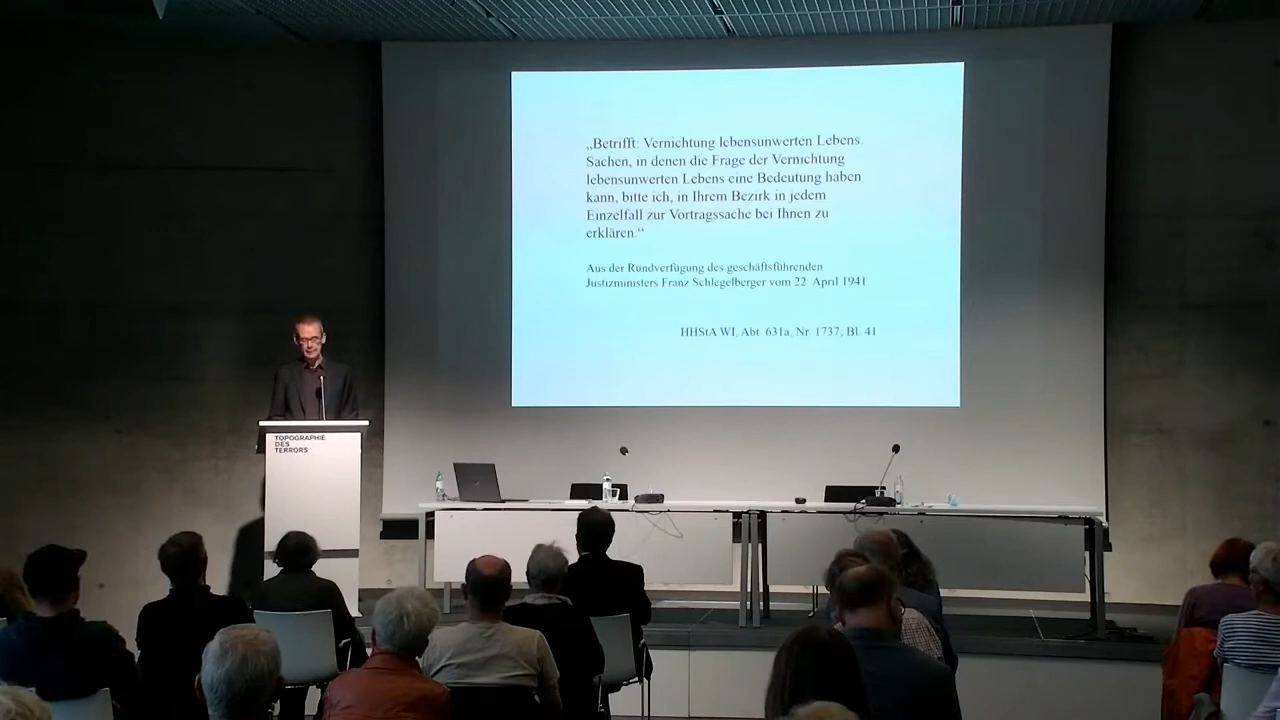 „Betrifft: Vernichtung lebensunwerten Lebens.
Sachen, in denen die Frage der Vernichtung
lebensunwerten Lebens eine Bedeutung haben
kann, bitte ich, in Ihrem Bezirk in jedem
Einzelfall zur Vortragssache bei Ihnen zu
erklären.“
Aus der Rundverfügung des geschäftsführenden
Justizministers Franz Schlegelberger vom 22. April 1941
HHStA WI, Abt. 631a, Nr. 1737, Bl. 41
TOPOGRAPHIE
DES
TERRORS